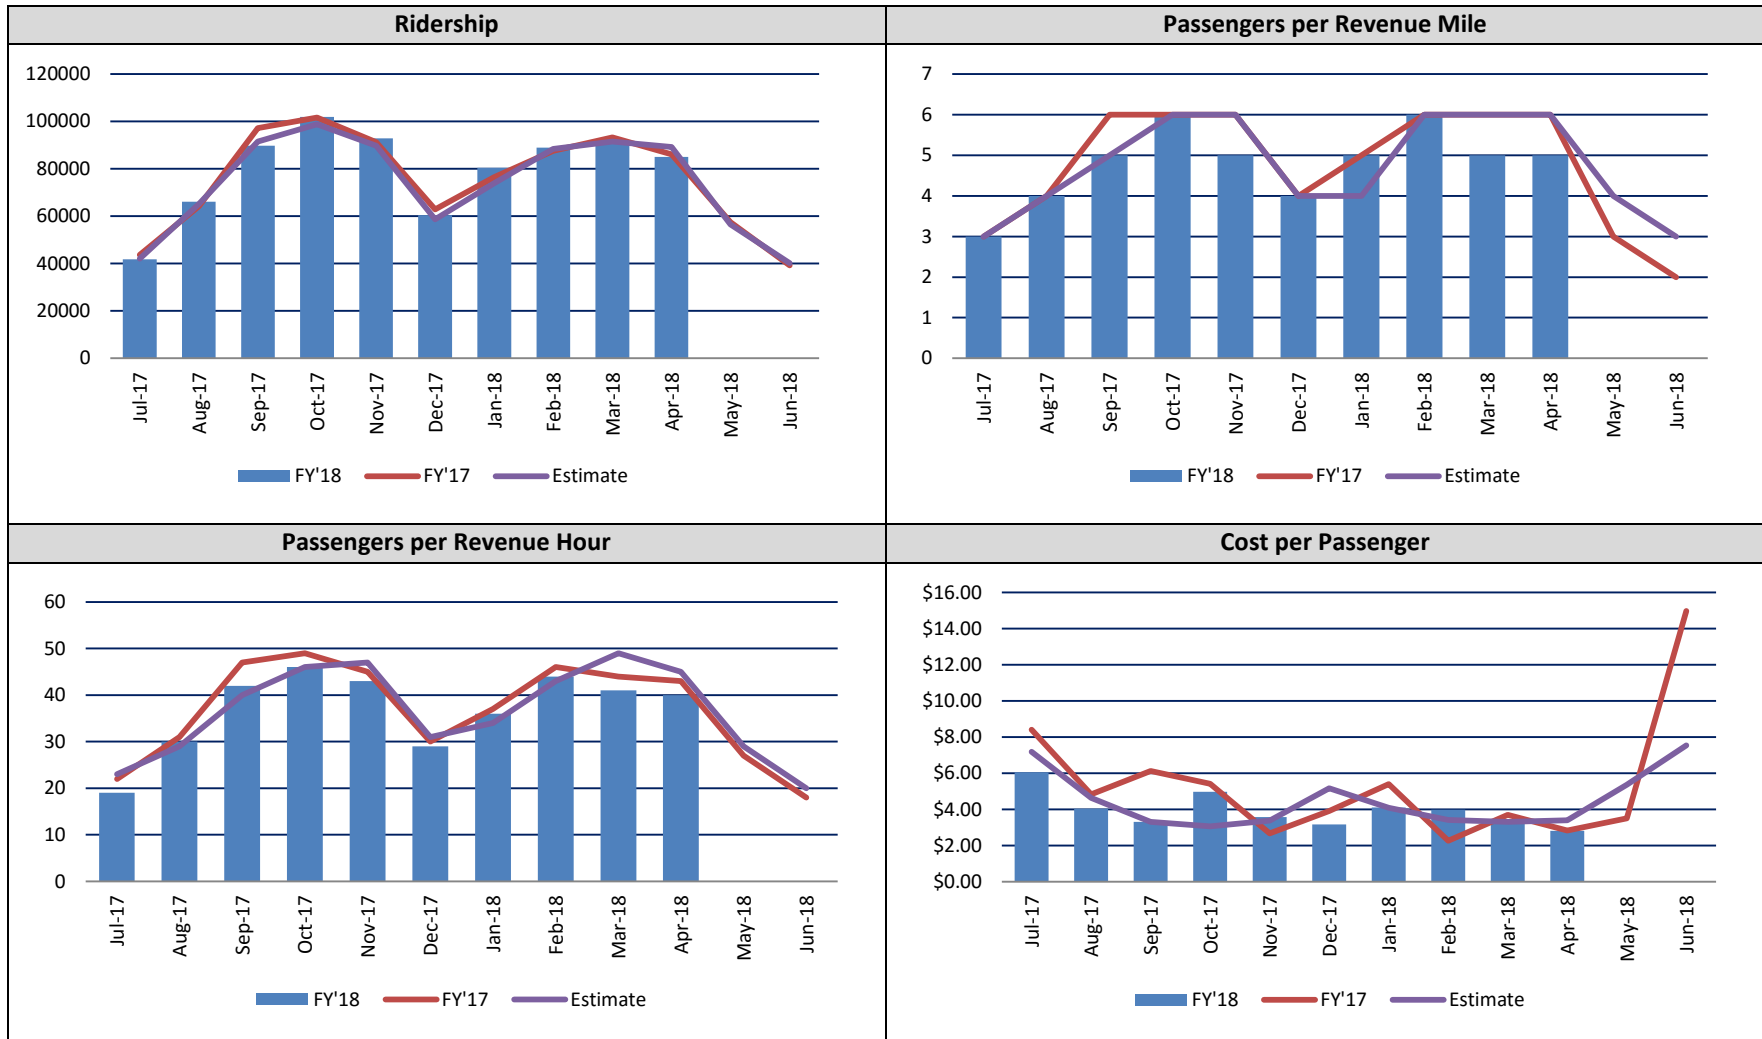 Ridership
120000
100000
80000
60000
40000
20000
0
Jul-17
Aug-17
Sep-17
Oct-17
Nov-17
Dec-17
Jan-18
Feb-18
Mar-18
Apr-18
May-18
Jun-18
FY'18 FY'17 Estimate
Passengers per Revenue Mile
7
6
5
4
3
2
1
0
Jul-17
Aug-17
Sep-17
Oct-17
Nov-17
Dec-17
Jan-18
Feb-18
Mar-18
Apr-18
May-18
Jun-18
FY'18 FY'17 Estimate
Passengers per Revenue Hour
60
50
40
30
20
10
0
Jul-17
Aug-17
Sep-17
Oct-17
Nov-17
Dec-17
Jan-18
Feb-18
Mar-18
Apr-18
May-18
Jun-18
FY'18 FY'17 Estimate
Cost per Passenger
$16.00
$14.00
$12.00
$10.00
$8.00
$6.00
$4.00
$2.00
$0.00
Jul-17
Aug-17
Sep-17
Oct-17
Nov-17
Dec-17
Jan-18
Feb-18
Mar-18
Apr-18
May-18
Jun-18
FY'18 FY'17 Estimate